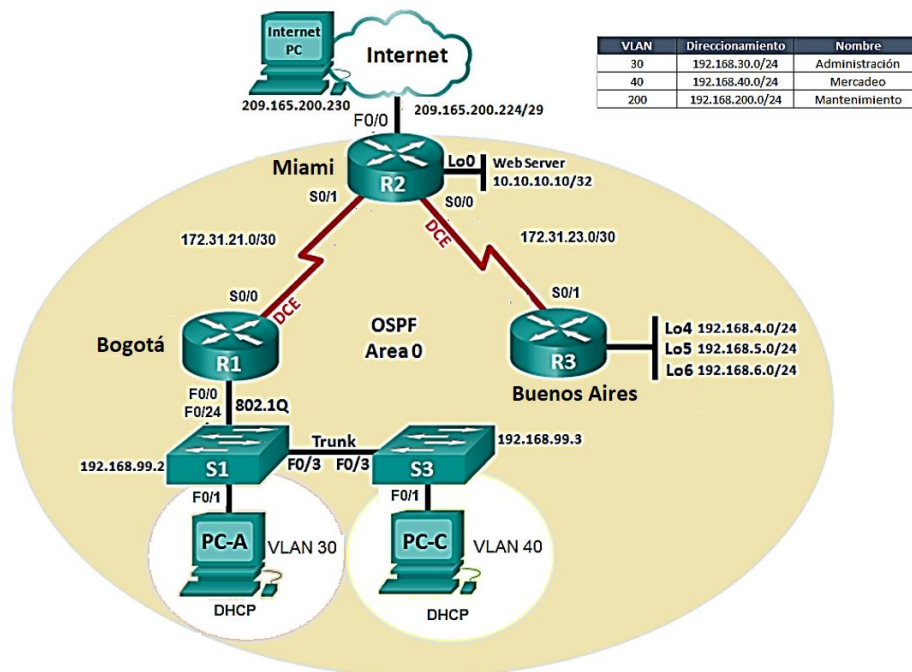 Internet
PC
Internet
209.165.200.230
209.165.200.224/29
F0/0
VLAN Direccionamiento Nombre
30 192.168.30.0/24 Administración
40 192.168.40.0/24 Mercadeo
200 192.168.200.0/24 Mantenimiento
Miami
R2
Lo0
Web Server
10.10.10.10/32
S0/1
S0/0
DCE
172.31.21.0/30
172.31.23.0/30
S0/0
DCE
S0/1
Bogotá
R1
OSPF
Area 0
R3
Buenos Aires
Lo4 192.168.4.0/24
Lo5 192.168.5.0/24
Lo6 192.168.6.0/24
F0/0
F0/24
802.1Q
192.168.99.2
S1
Trunk
F0/3 F0/3
S3
192.168.99.3
F0/1
F0/1
PC-A
VLAN 30
DHCP
PC-C
VLAN 40
DHCP